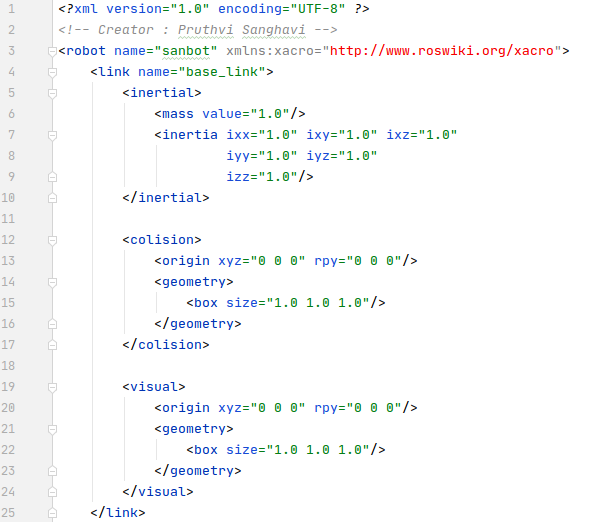 1 <?xml version="1.0" encoding="UTF-8" ?>
2 <!-- Creator : Pruthvi Sanghavi -->
3 <robot name="sanbot" xmlns:xacro="http://www.roswiki.org/xacro">
4 <link name="base_link">
5 <inertial>
6 <mass value="1.0"/>
7 <inertia ixx="1.0" ixy="1.0" ixz="1.0"
8 iyy="1.0" iyz="1.0"
9 izz="1.0"/>
10 </inertial>
11
12 <colision>
13 <origin xyz="0 0 0" rpy="0 0 0"/>
14 <geometry>
15 <box size="1.0 1.0 1.0"/>
16 </geometry>
17 </colision>
18
19 <visual>
20 <origin xyz="0 0 0" rpy="0 0 0"/>
21 <geometry>
22 <box size="1.0 1.0 1.0"/>
23 </geometry>
24 </visual>
25 </link>